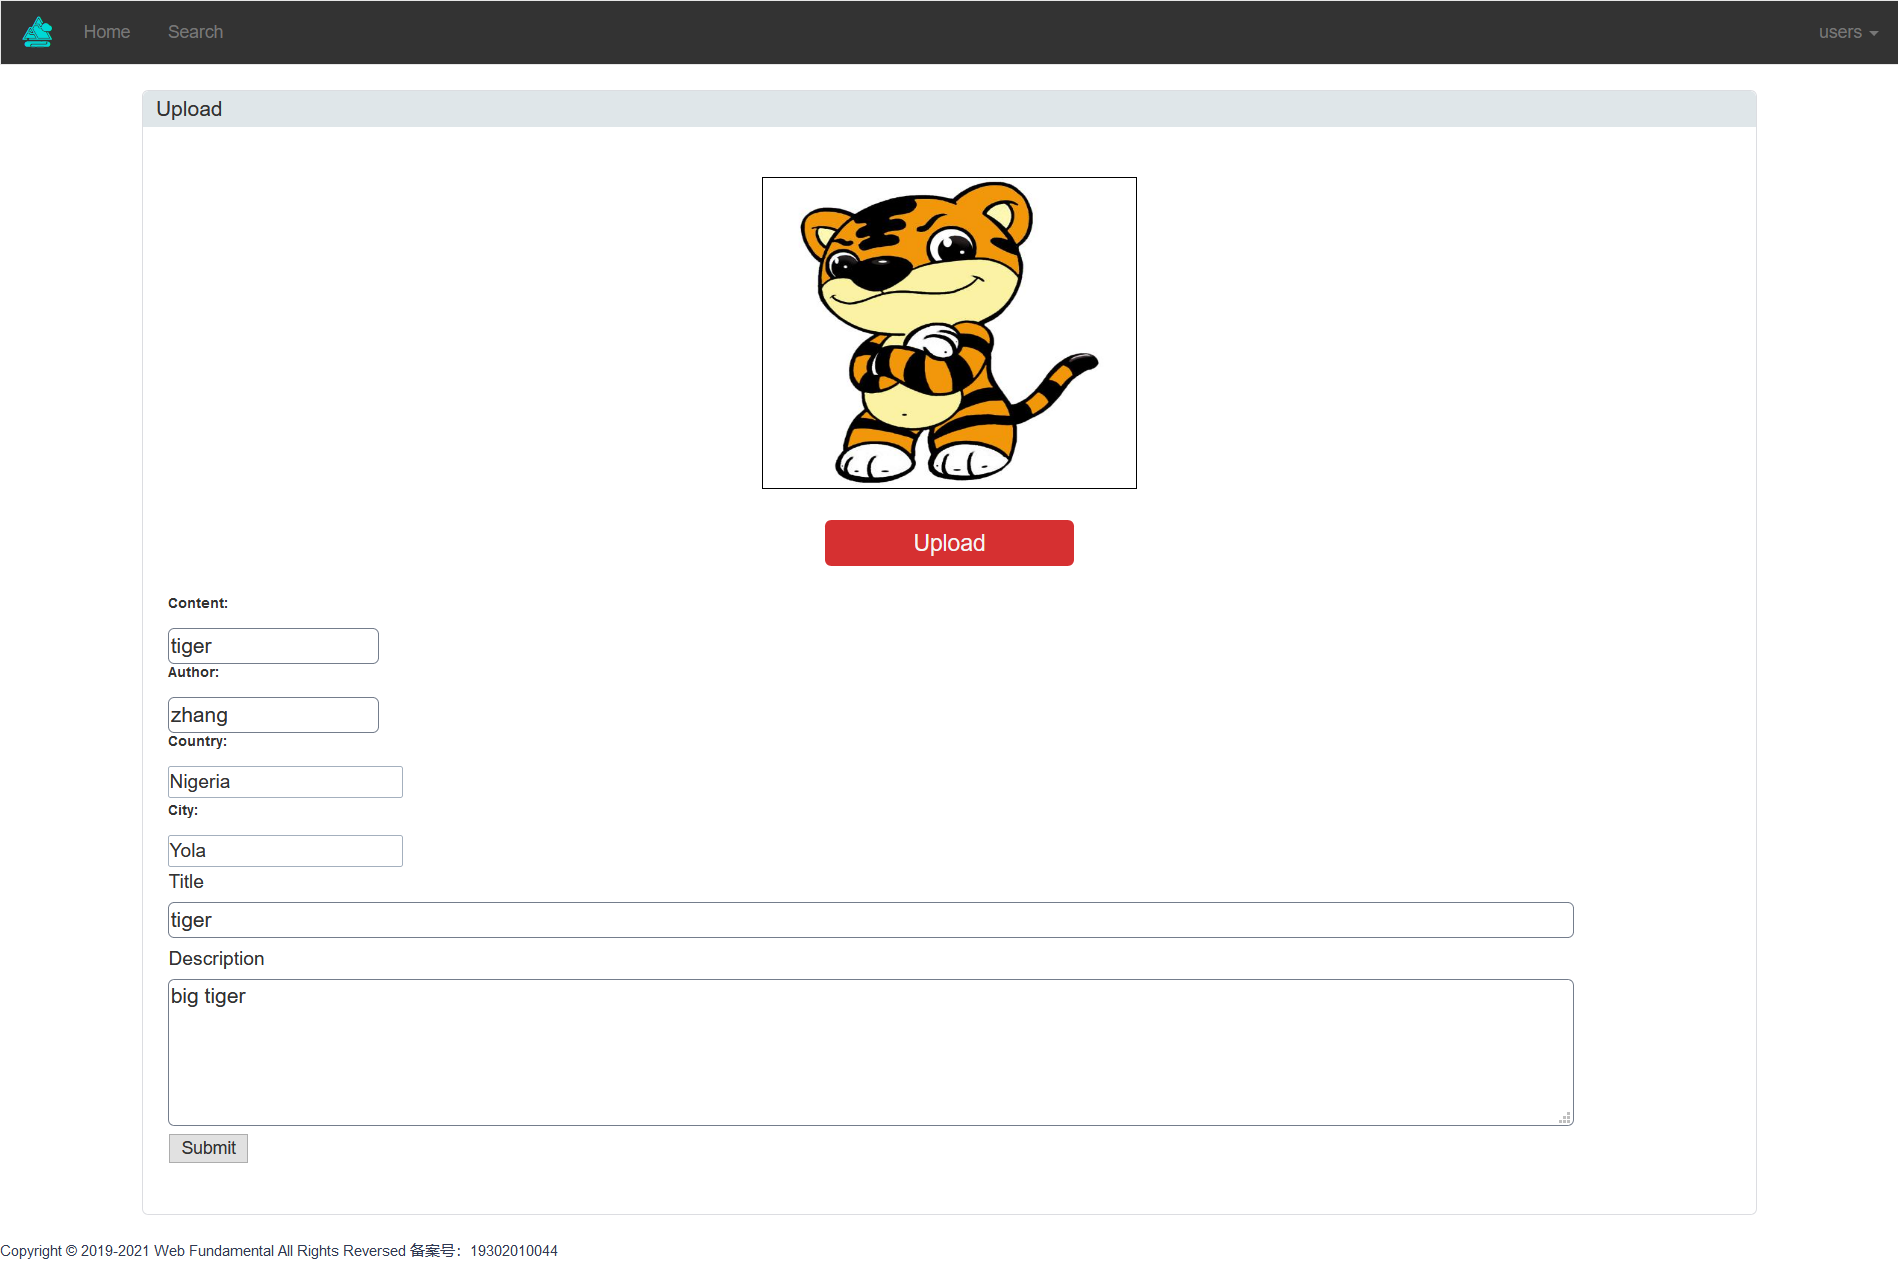 Home Search users
Upload
Upload
Content:
tiger
Author:
zhang
Country:
Nigeria
City:
Yola
Title
tiger
Description
big tiger
Submit
Copyright © 2019-2021 Web Fundamental All Rights Reversed 备案号：19302010044